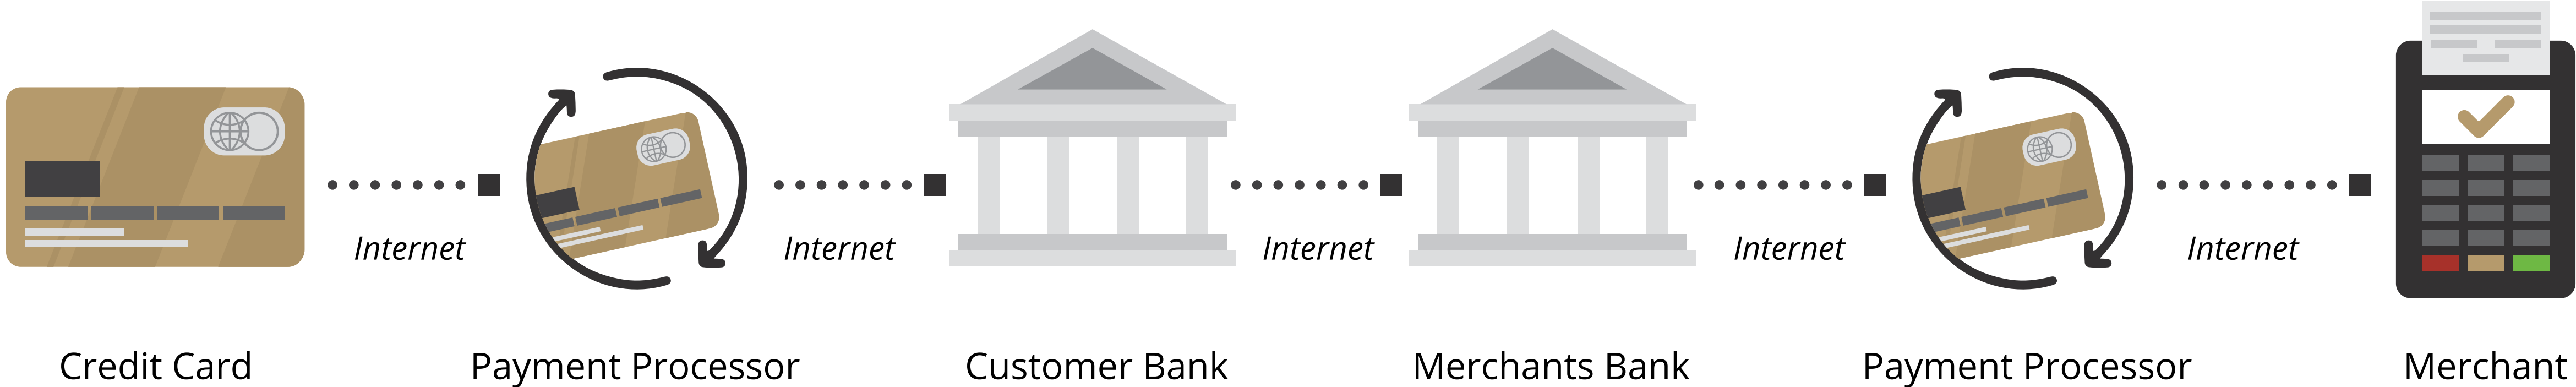 Internet
Internet
Internet
Internet
Internet
Credit Card
Payment Processor
Customer Bank
Merchants Bank
Payment Processor
Merchant